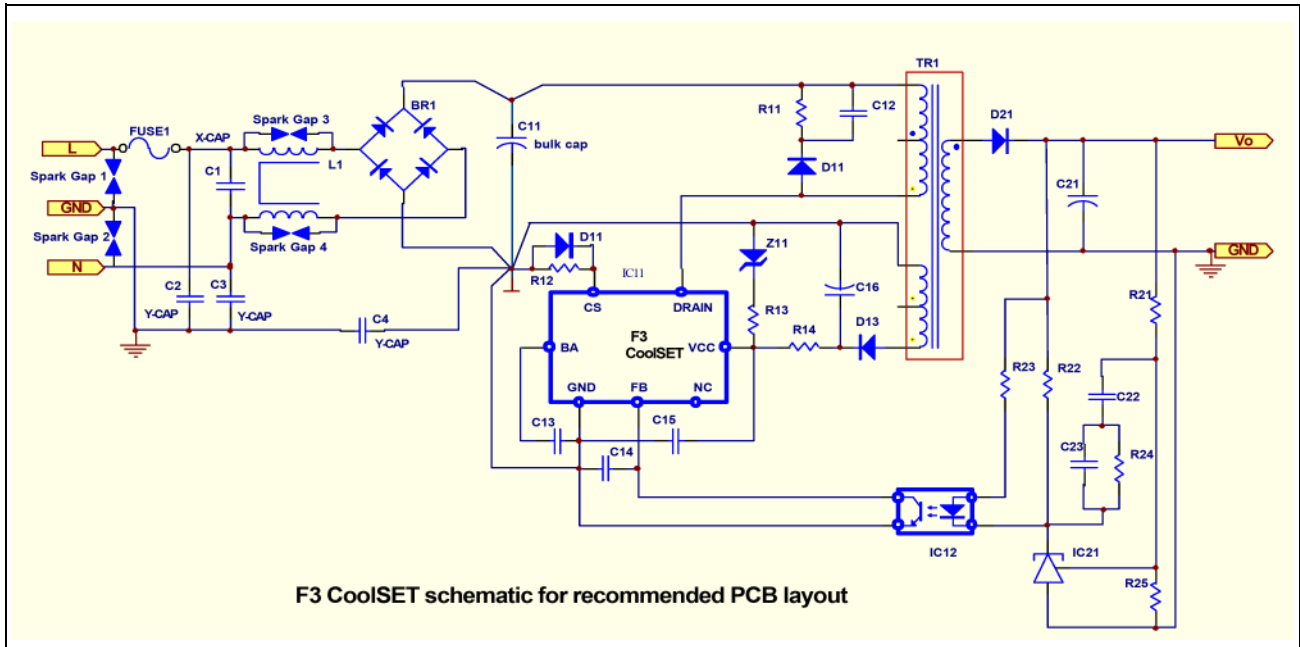 TR1
BR1
R11
C12
D21
Spark Gap 3
FUSE1
X-CAP
C11
bulk cap
L
Vo
L1
D11
C1
Spark Gap 1
C21
GND
Spark Gap 2
Spark Gap 4
D11
Z11
GND
N
R12
IC11
C2
C3
C16
CS
DRAIN
R21
Y-CAP
Y-CAP
C4
R13
Y-CAP
F3
CoolSET
R14
D13
BA
VCC
R23
R22
GND
FB
NC
C22
C13
C15
C23
R24
C14
IC12
IC21
R25
F3 CoolSET schematic for recommended PCB layout